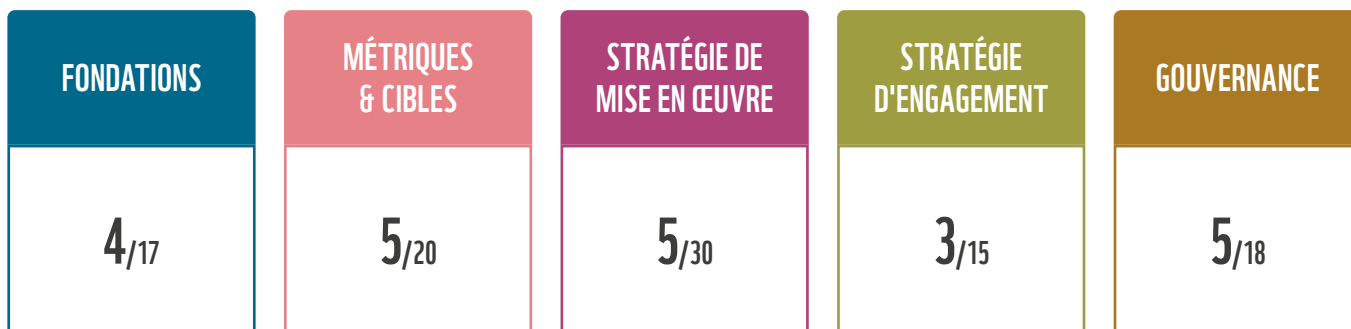 FONDATIONS
4/17
MÉTRIQUES
& CIBLES
5/20
STRATÉGIE DE
MISE EN ŒUVRE
5/30
STRATÉGIE
D'ENGAGEMENT
3/15
GOUVERNANCE
5/18